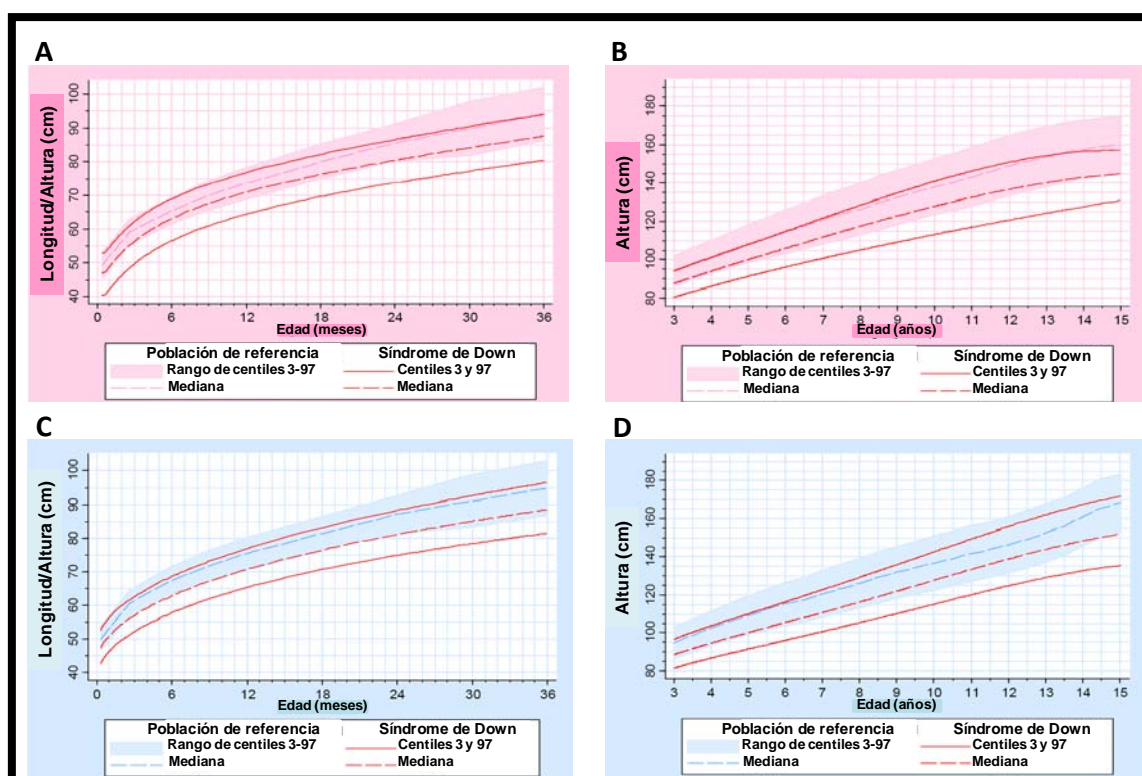 A
Longitud/Altura (cm)
40 50 60 70 80 90 100
0 6 12 18 24 30 36
Edad (meses)
Población de referencia Síndrome de Down
Rango de centiles 3-97 Centiles 3 y 97
Mediana Mediana
B
Altura (cm)
80 100 120 140 160 180
3 4 5 6 7 8 9 10 11 12 13 14 15
Edad (años)
Población de referencia Síndrome de Down
Rango de centiles 3-97 Centiles 3 y 97
Mediana Mediana
C
Longitud/Altura (cm)
40 50 60 70 80 90 100
0 6 12 18 24 30 36
Edad (meses)
Población de referencia Síndrome de Down
Rango de centiles 3-97 Centiles 3 y 97
Mediana Mediana
D
Altura (cm)
80 100 120 140 160 180
3 4 5 6 7 8 9 10 11 12 13 14 15
Edad (años)
Población de referencia Síndrome de Down
Rango de centiles 3-97 Centiles 3 y 97
Mediana Mediana